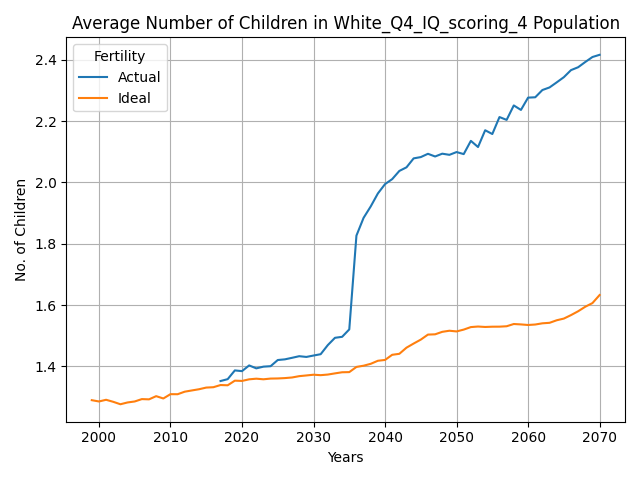 Average Number of Children in White_Q4_IQ_scoring_4 Population
Fertility
Actual
Ideal
No. of Children
2.4
2.2
2.0
1.8
1.6
1.4
2000 2010 2020 2030 2040 2050 2060 2070
Years